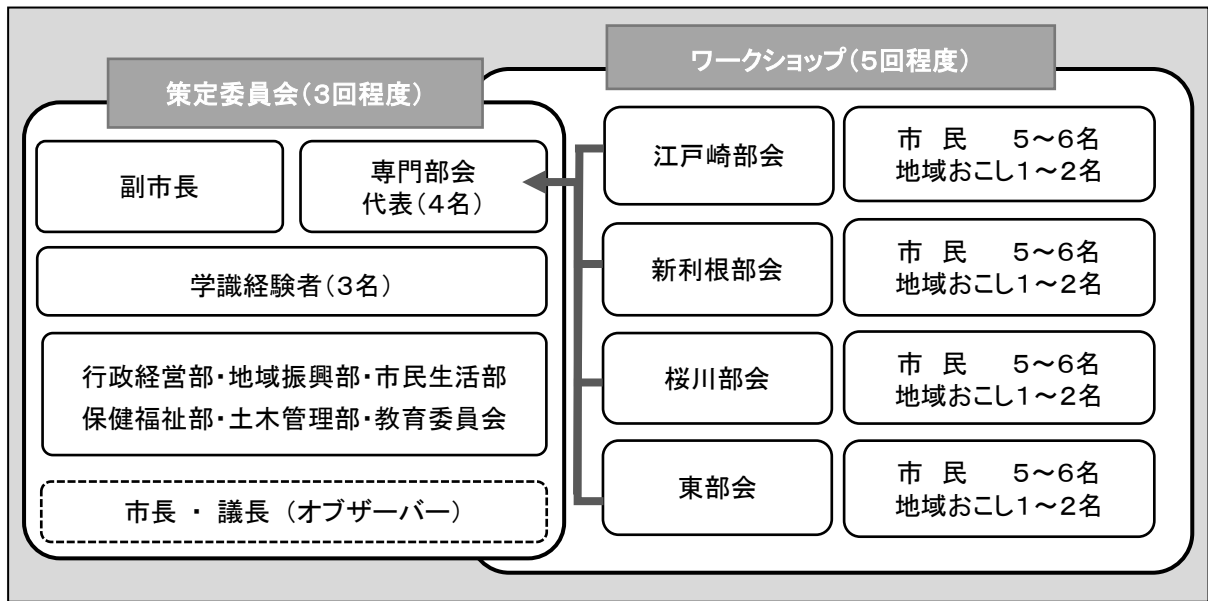 策定委員会(3回程度)
副市長
専門部会
代表(4名)
学識経験者(3名)
行政経営部・地域振興部・市民生活部
保健福祉部・土木管理部・教育委員会
市長 ・ 議長 (オブザーバー)
ワークショップ(5回程度)
江戸崎部会
市 民 5~6名
地域おこし1~2名
新利根部会
市 民 5~6名
地域おこし1~2名
桜川部会
市 民 5~6名
地域おこし1~2名
東部会
市 民 5~6名
地域おこし1~2名